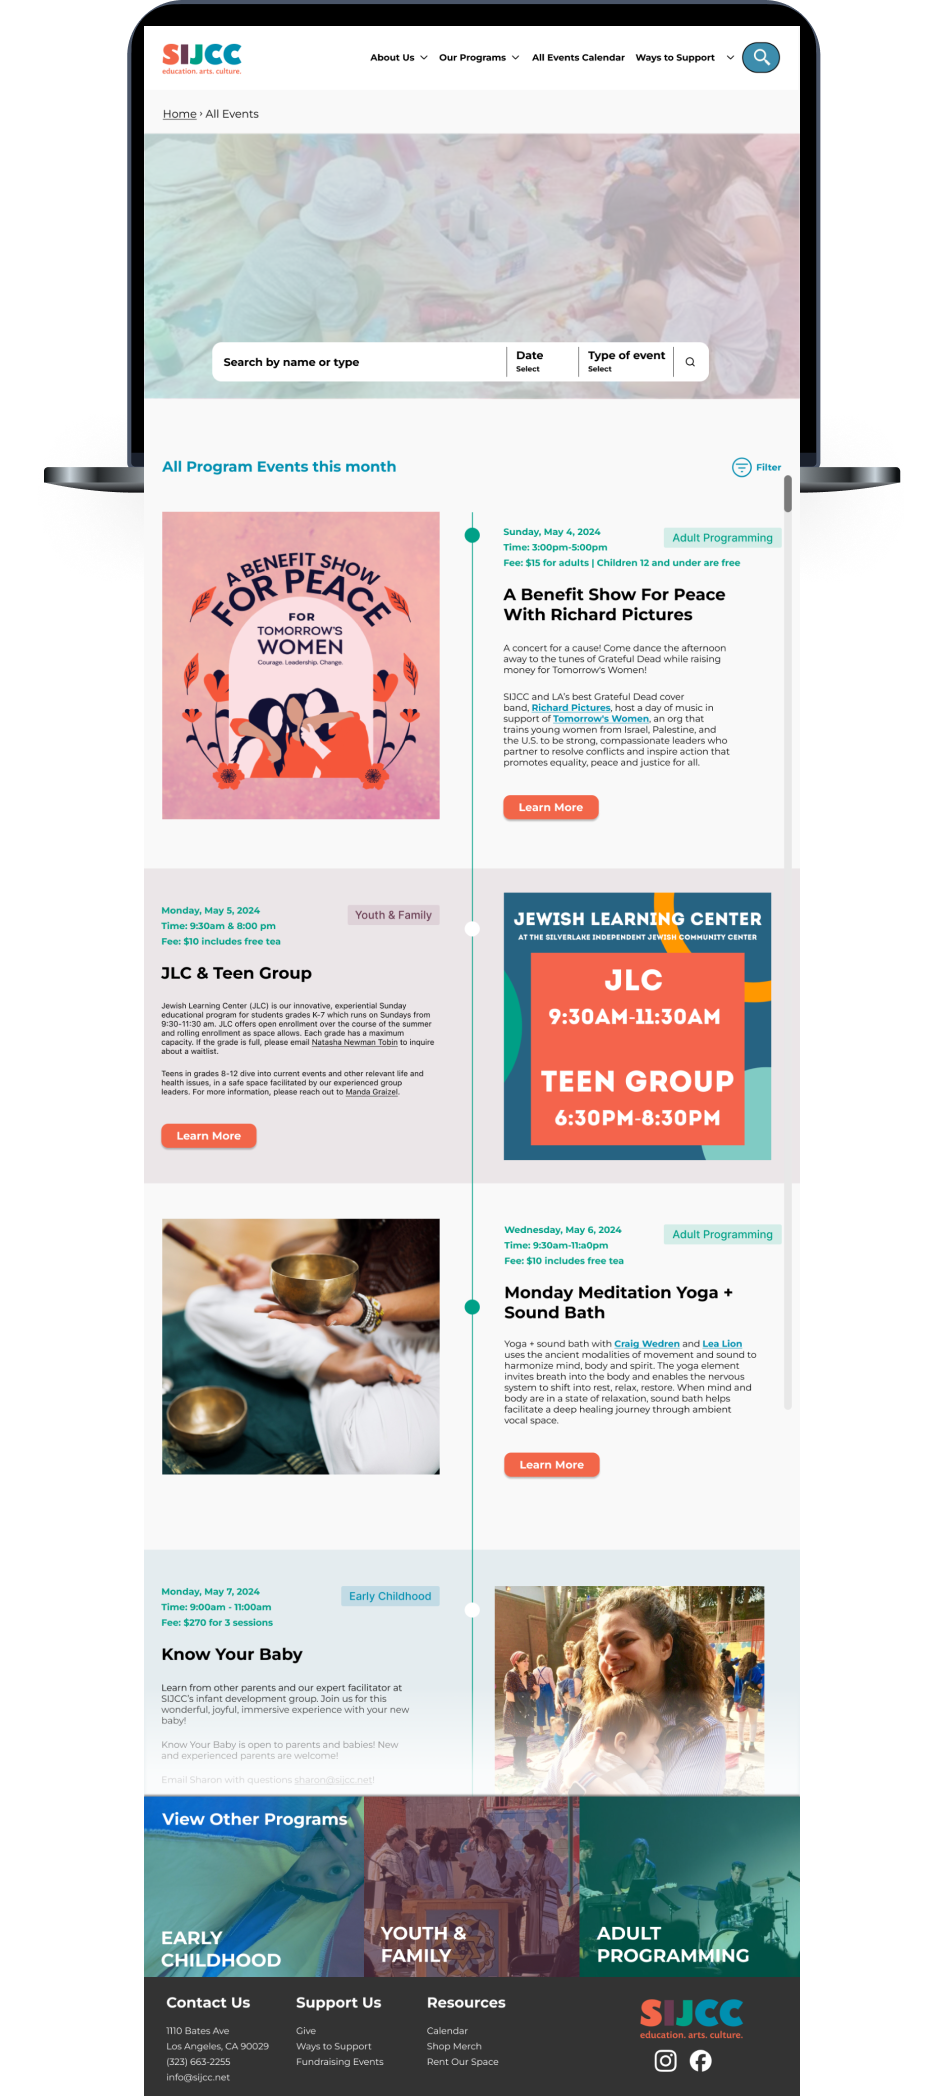 SIJCC
education. arts. culture.
About Us
Our Programs
All Events Calendar
Ways to Support
Home › All Events
Search by name or type
Date
Select
Type of event
Select
All Program Events this month
Filter
A BENEFIT SHOW
FOR PEACE
FOR
TOMORROW'S
WOMEN
Courage. Leadership. Change.
Sunday, May 4, 2024
Adult Programming
Time: 3:00pm-5:00pm
Fee: $15 for adults | Children 12 and under are free
A Benefit Show For Peace
With Richard Pictures
A concert for a cause! Come dance the afternoon
away to the tunes of Grateful Dead while raising
money for Tomorrow's Women!
SIJCC and LA's best Grateful Dead cover
band, Richard Pictures, host a day of music in
support of Tomorrow's Women, an org that
trains young women from Israel, Palestine, and
the U.S. to be strong, compassionate leaders who
partner to resolve conflicts and inspire action that
promotes equality, peace and justice for all.
Learn More
Monday, May 5, 2024
Youth & Family
Time: 9:30am & 8:00 pm
Fee: $10 includes free tea
JLC & Teen Group
Jewish Learning Center (JLC) is our innovative, experiential Sunday
educational program for students grades K-7 which runs on Sundays from
9:30-11:30 am. JLC offers open enrollment over the course of the summer
and rolling enrollment as space allows. Each grade has a maximum
capacity. If the grade is full, please email Natasha Newman Tobin to inquire
about a waitlist.
Teens in grades 8-12 dive into current events and other relevant life and
health issues, in a safe space facilitated by our experienced group
leaders. For more information, please reach out to Manda Graizel.
Learn More
JEWISH LEARNING CENTER
AT THE SILVERLAKE INDEPENDENT JEWISH COMMUNITY CENTER
JLC
9:30AM-11:30AM
TEEN GROUP
6:30PM-8:30PM
Wednesday, May 6, 2024
Adult Programming
Time: 9:30am-11:a0pm
Fee: $10 includes free tea
Monday Meditation Yoga +
Sound Bath
Yoga + sound bath with Craig Wedren and Lea Lion
uses the ancient modalities of movement and sound to
harmonize mind, body and spirit. The yoga element
invites breath into the body and enables the nervous
system to shift into rest, relax, restore. When mind and
body are in a state of relaxation, sound bath helps
facilitate a deep healing journey through ambient
vocal space.
Learn More
Monday, May 7, 2024
Early Childhood
Time: 9:00am - 11:00am
Fee: $270 for 3 sessions
Know Your Baby
Learn from other parents and our expert facilitator at
SIJCC's infant development group. Join us for this
wonderful, joyful, immersive experience with your new
baby!
Know Your Baby is open to parents and babies! New
and experienced parents are welcome!
Email Sharon with questions sharon@sijcc.net!
View Other Programs
EARLY
CHILDHOOD
YOUTH &
FAMILY
ADULT
PROGRAMMING
Contact Us
1110 Bates Ave
Los Angeles, CA 90029
(323) 663-2255
info@sijcc.net
Support Us
Give
Ways to Support
Fundraising Events
Resources
Calendar
Shop Merch
Rent Our Space
SIJCC
education. arts. culture.